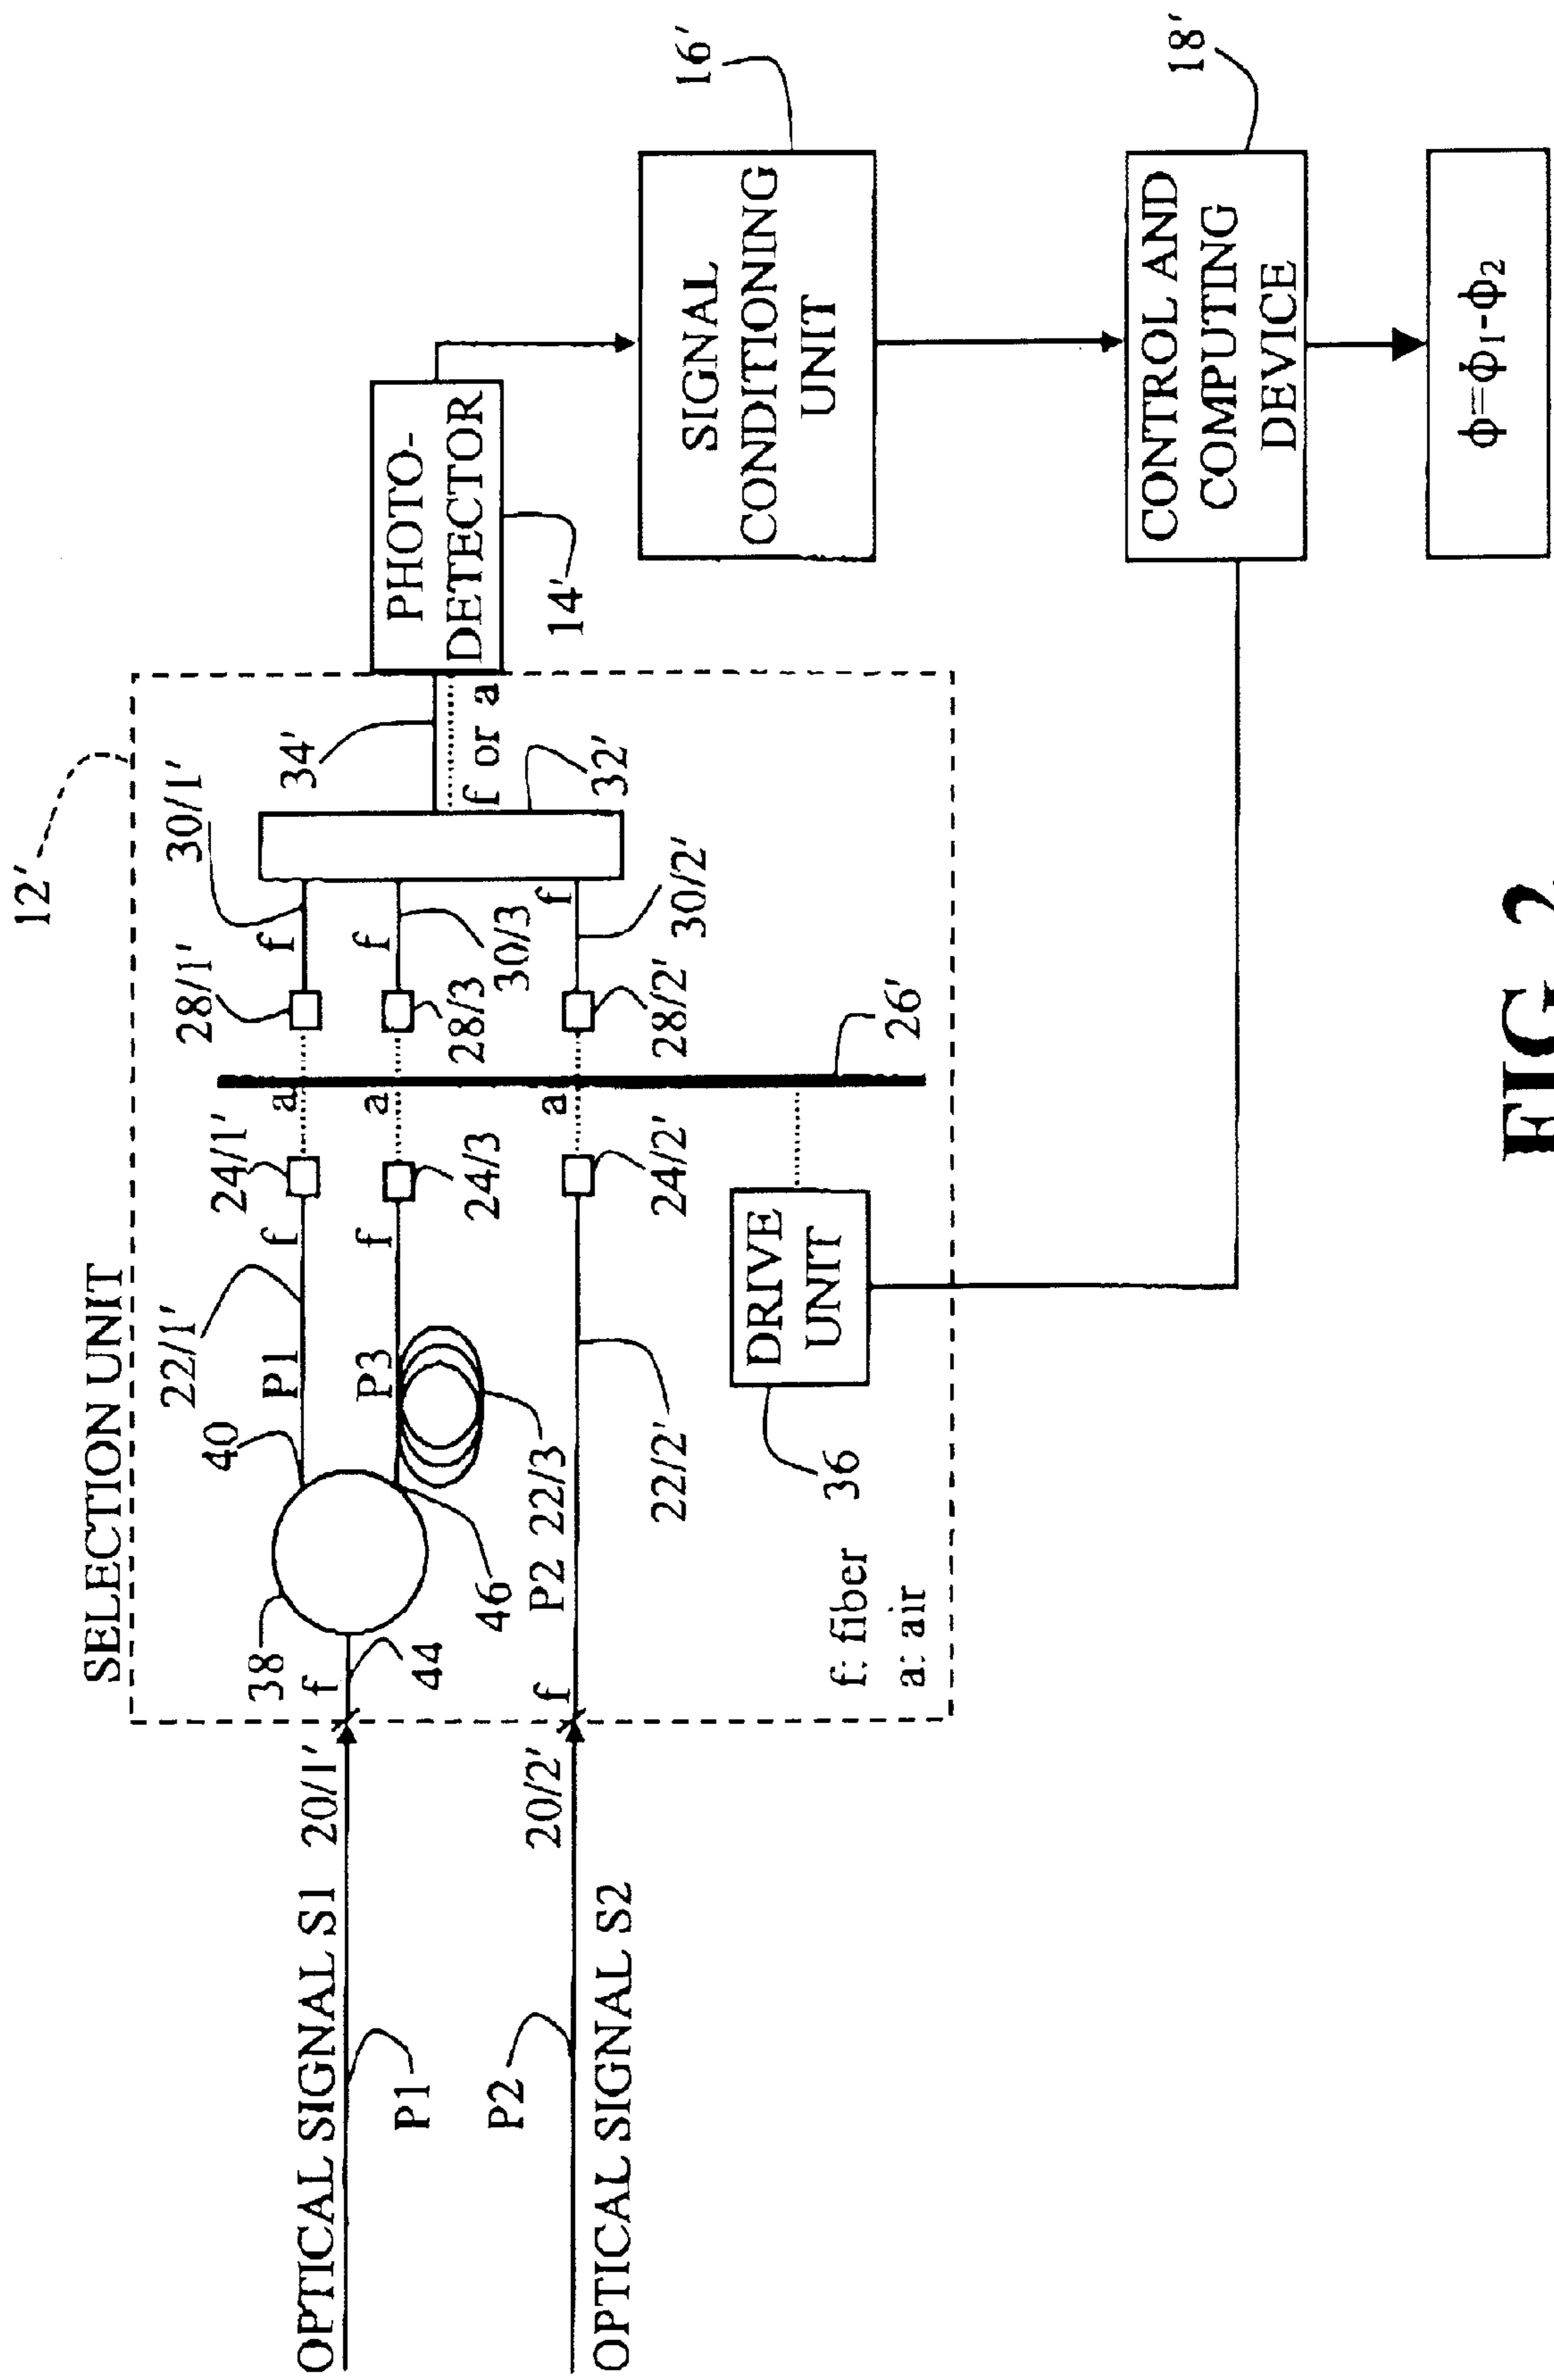 12'
SELECTION UNIT
OPTICAL SIGNAL S1
20/1'
P1
P2
20/2'
OPTICAL SIGNAL S2
38
f
44
40
46
P1
22/1'
f
24/1'
a
28/1'
f
30/1'
P3
22/3
f
24/3
a
28/3
f
30/3
f
P2
22/2'
24/2'
a
28/2'
f
30/2'
26'
32'
34'
f or a
PHOTO-
DETECTOR
14'
36
DRIVE
UNIT
f: fiber
a: air
SIGNAL
CONDITIONING
UNIT
16'
CONTROL AND
COMPUTING
DEVICE
18'
ϕ=ϕ1-ϕ2
FIG 2